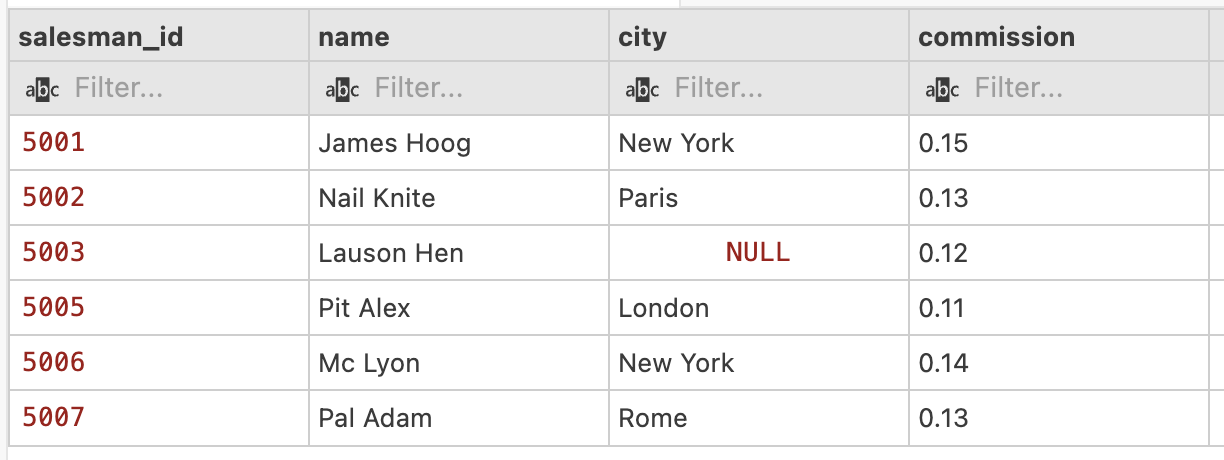 salesman_id name city commission
abc Filter... abc Filter... abc Filter... abc Filter...
5001 James Hoog New York 0.15
5002 Nail Knite Paris 0.13
5003 Lauson Hen NULL 0.12
5005 Pit Alex London 0.11
5006 Mc Lyon New York 0.14
5007 Pal Adam Rome 0.13